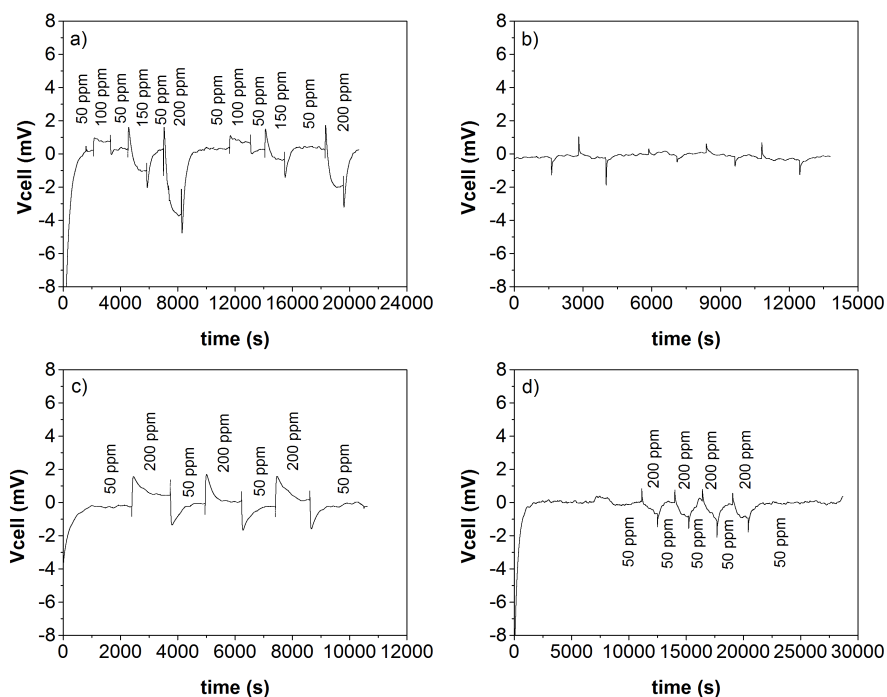 a)
8
6
4
2
0
-2
-4
-6
-8
Vcell (mV)
50 ppm
100 ppm
50 ppm
150 ppm
50 ppm
200 ppm
50 ppm
100 ppm
50 ppm
150 ppm
50 ppm
200 ppm
0 4000 8000 12000 16000 20000 24000
time (s)
b)
8
6
4
2
0
-2
-4
-6
-8
Vcell (mV)
0 3000 6000 9000 12000 15000
time (s)
c)
8
6
4
2
0
-2
-4
-6
-8
Vcell (mV)
50 ppm
200 ppm
50 ppm
200 ppm
50 ppm
200 ppm
50 ppm
0 2000 4000 6000 8000 10000 12000
time (s)
d)
8
6
4
2
0
-2
-4
-6
-8
Vcell (mV)
200 ppm
200 ppm
200 ppm
200 ppm
50 ppm
50 ppm
50 ppm
50 ppm
50 ppm
0 5000 10000 15000 20000 25000 30000
time (s)